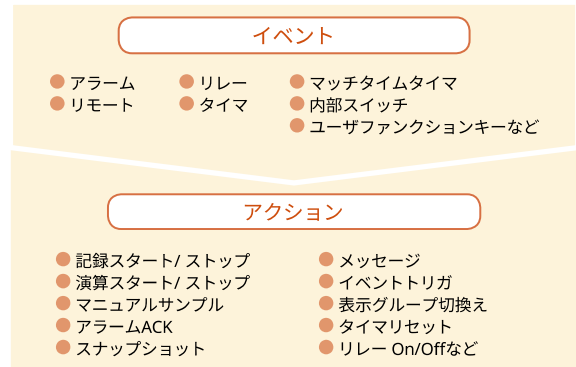 イベント
アラーム
リモート
リレー
タイマ
マッチタイムタイマ
内部スイッチ
ユーザファンクションキーなど
アクション
記録スタート/ ストップ
演算スタート/ ストップ
マニュアルサンプル
アラームACK
スナップショット
メッセージ
イベントトリガ
表示グループ切換え
タイマリセット
リレー On/Offなど